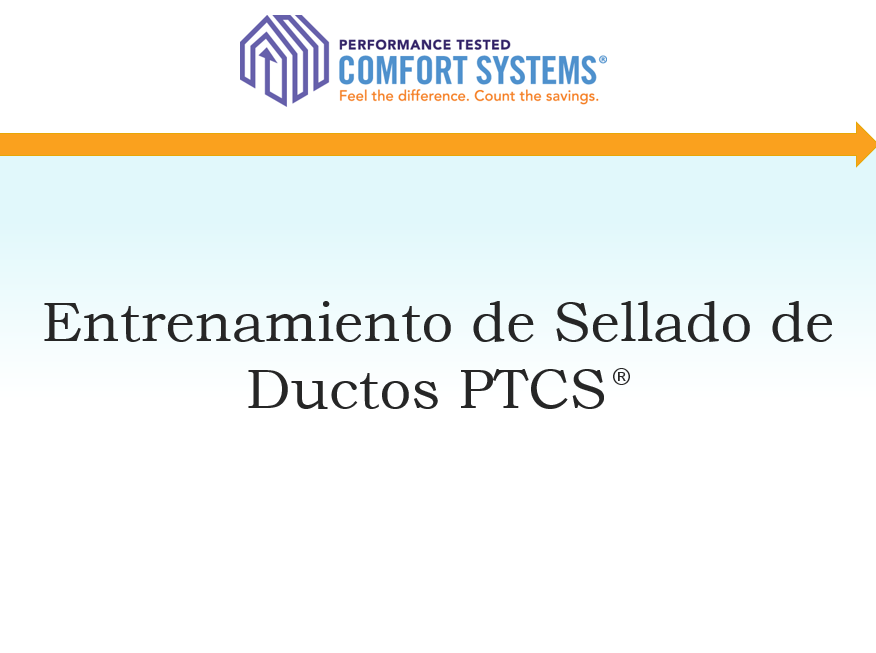 PERFORMANCE TESTED
COMFORT SYSTEMS®
Feel the difference. Count the savings.
Entrenamiento de Sellado de
Ductos PTCS®